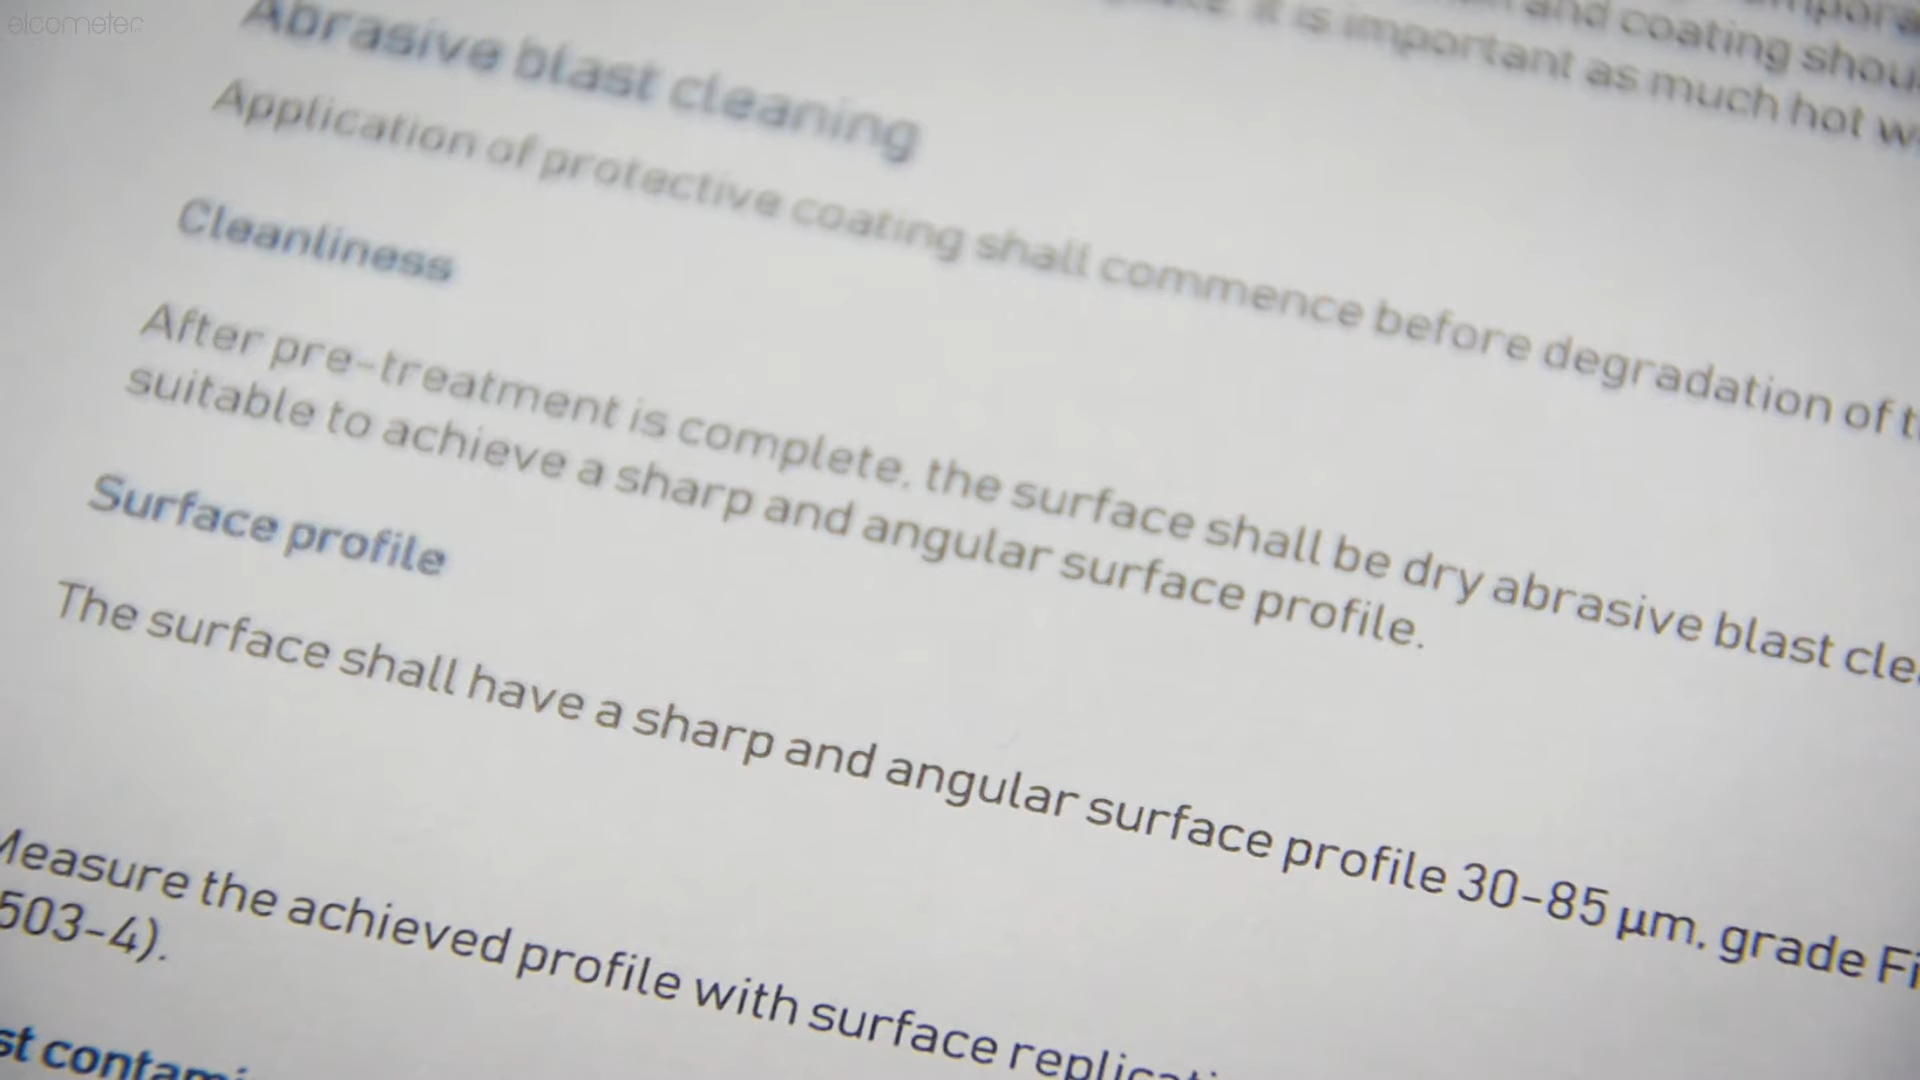 elcometer
and coating shou
It is important as much hot w
Abrasive blast cleaning
Application of protective coating shall commence before degradation of t
Cleanliness
After pre-treatment is complete, the surface shall be dry abrasive blast cle
suitable to achieve a sharp and angular surface profile.
Surface profile
The surface shall have a sharp and angular surface profile 30-85 µm, grade Fi
Measure the achieved profile with surface replicati
503-4).
st contami